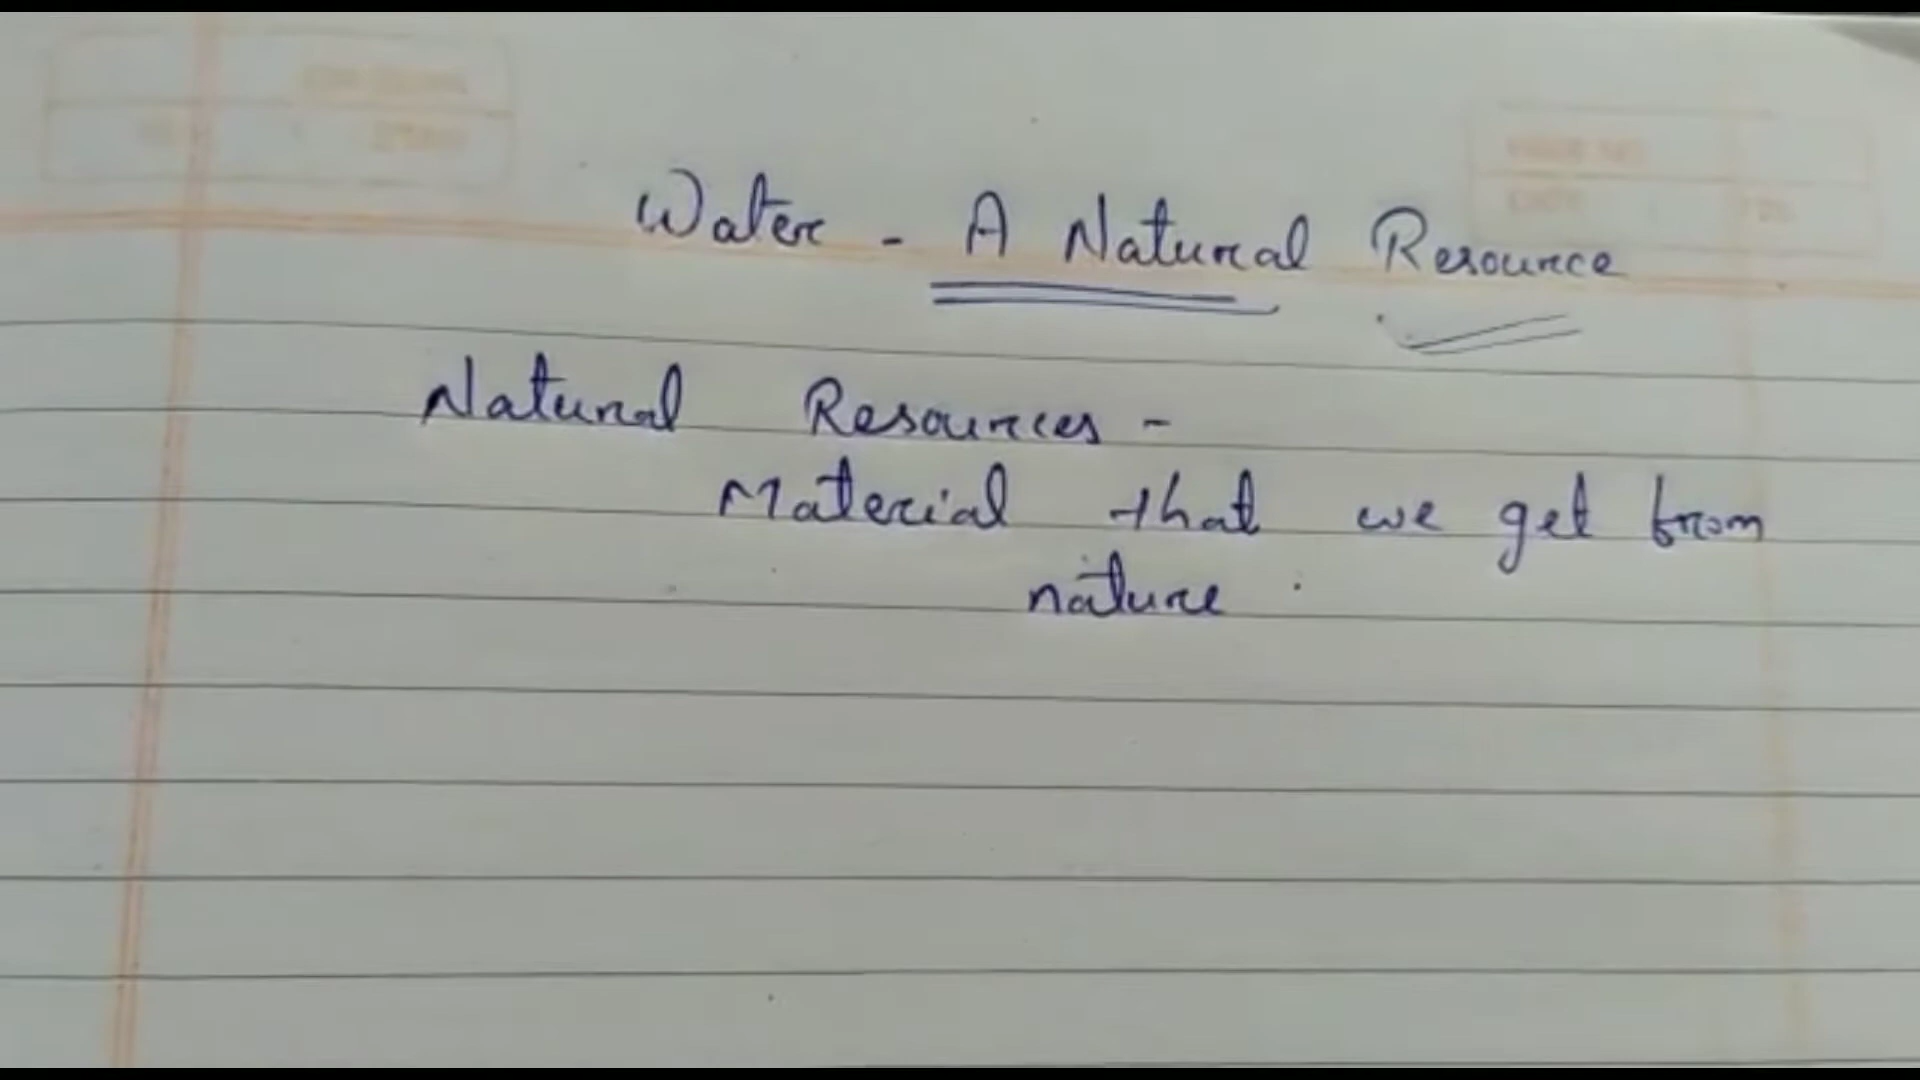 Water - A Natural Resource
Natural Resources -
Material that we get from
nature.